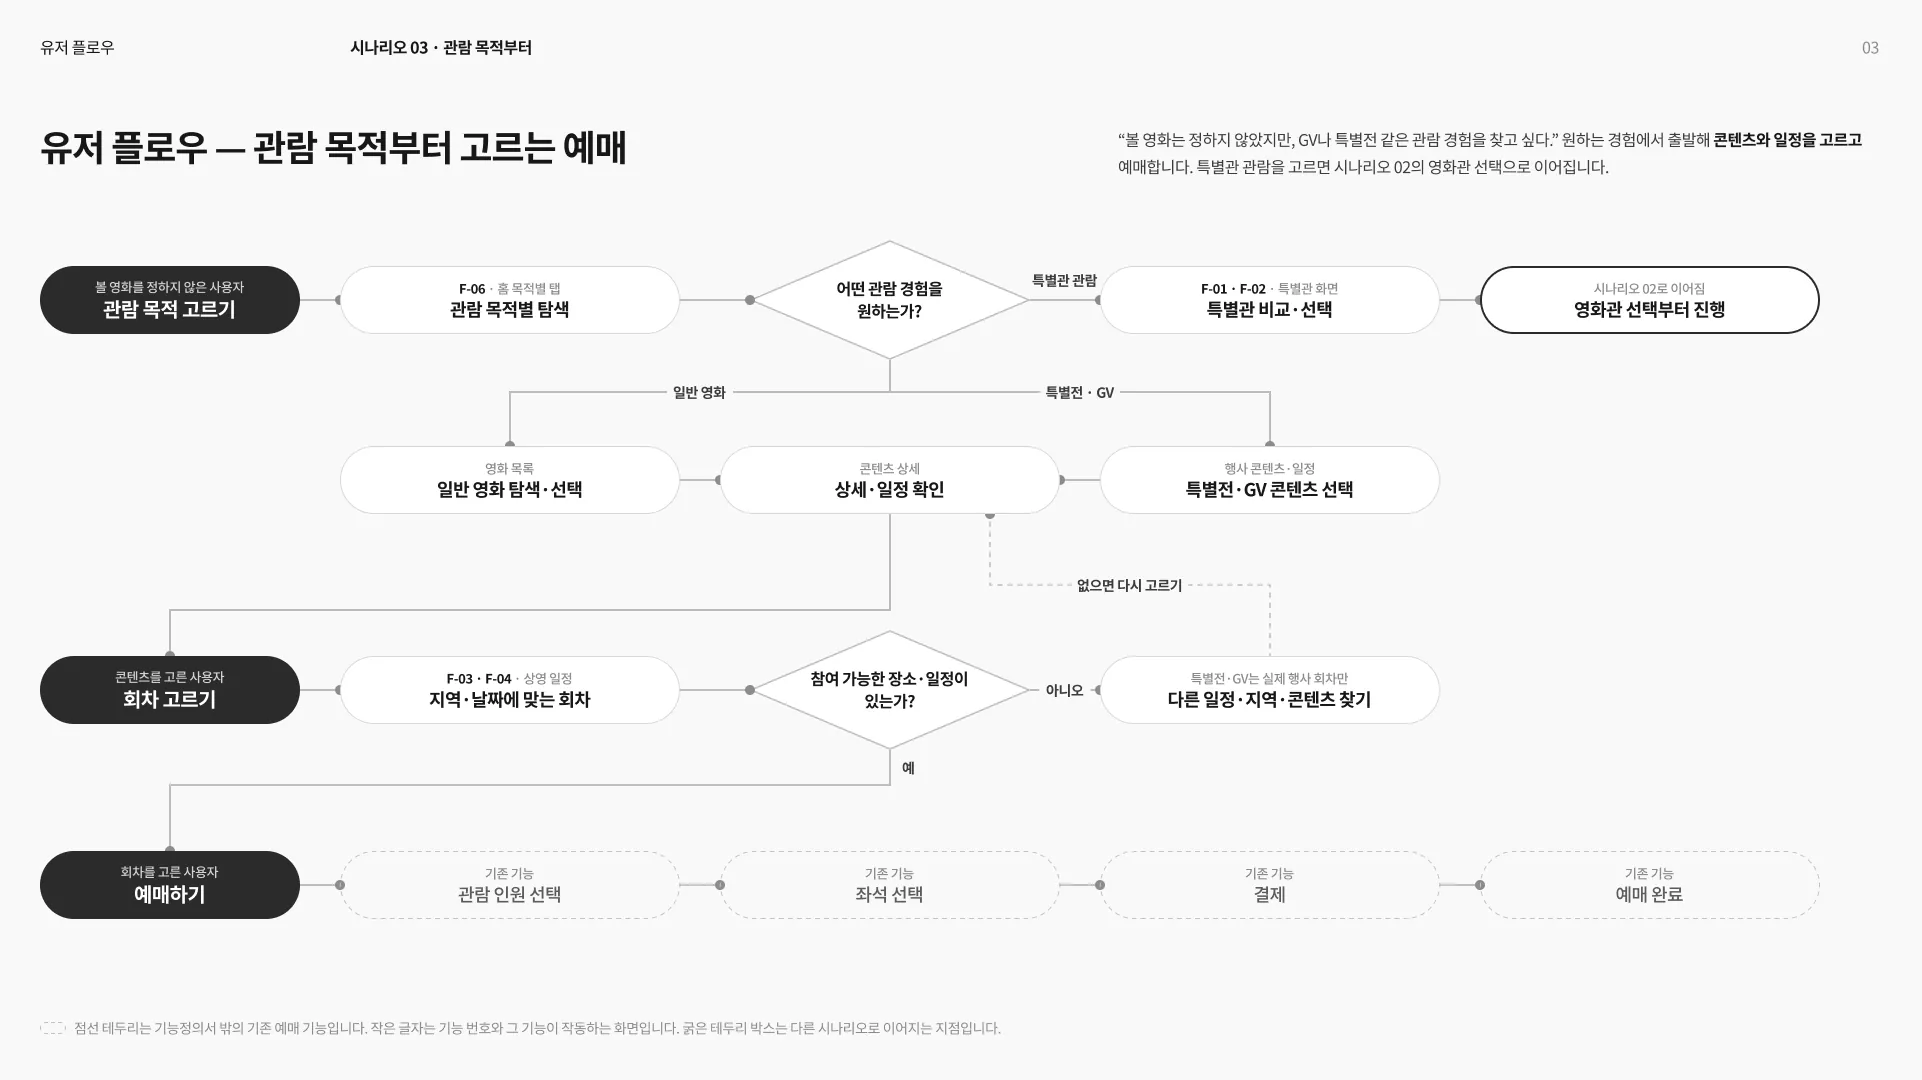 유저 플로우
시나리오 03 · 관람 목적부터
03
유저 플로우 — 관람 목적부터 고르는 예매
“볼 영화는 정하지 않았지만, GV나 특별전 같은 관람 경험을 찾고 싶다.” 원하는 경험에서 출발해 콘텐츠와 일정을 고르고
예매합니다. 특별관 관람을 고르면 시나리오 02의 영화관 선택으로 이어집니다.
볼 영화를 정하지 않은 사용자
관람 목적 고르기
F-06 · 홈 목적별 탭
관람 목적별 탐색
어떤 관람 경험을
원하는가?
특별관 관람
F-01 · F-02 · 특별관 화면
특별관 비교·선택
시나리오 02로 이어짐
영화관 선택부터 진행
일반 영화
특별전 · GV
영화 목록
일반 영화 탐색·선택
콘텐츠 상세
상세·일정 확인
행사 콘텐츠·일정
특별전·GV 콘텐츠 선택
없으면 다시 고르기
콘텐츠를 고른 사용자
회차 고르기
F-03 · F-04 · 상영 일정
지역·날짜에 맞는 회차
참여 가능한 장소·일정이
있는가?
아니오
특별전·GV는 실제 행사 회차만
다른 일정·지역·콘텐츠 찾기
예
회차를 고른 사용자
예매하기
기존 기능
관람 인원 선택
기존 기능
좌석 선택
기존 기능
결제
기존 기능
예매 완료
점선 테두리는 기능정의서 밖의 기존 예매 기능입니다. 작은 글자는 기능 번호와 그 기능이 작동하는 화면입니다. 굵은 테두리 박스는 다른 시나리오로 이어지는 지점입니다.